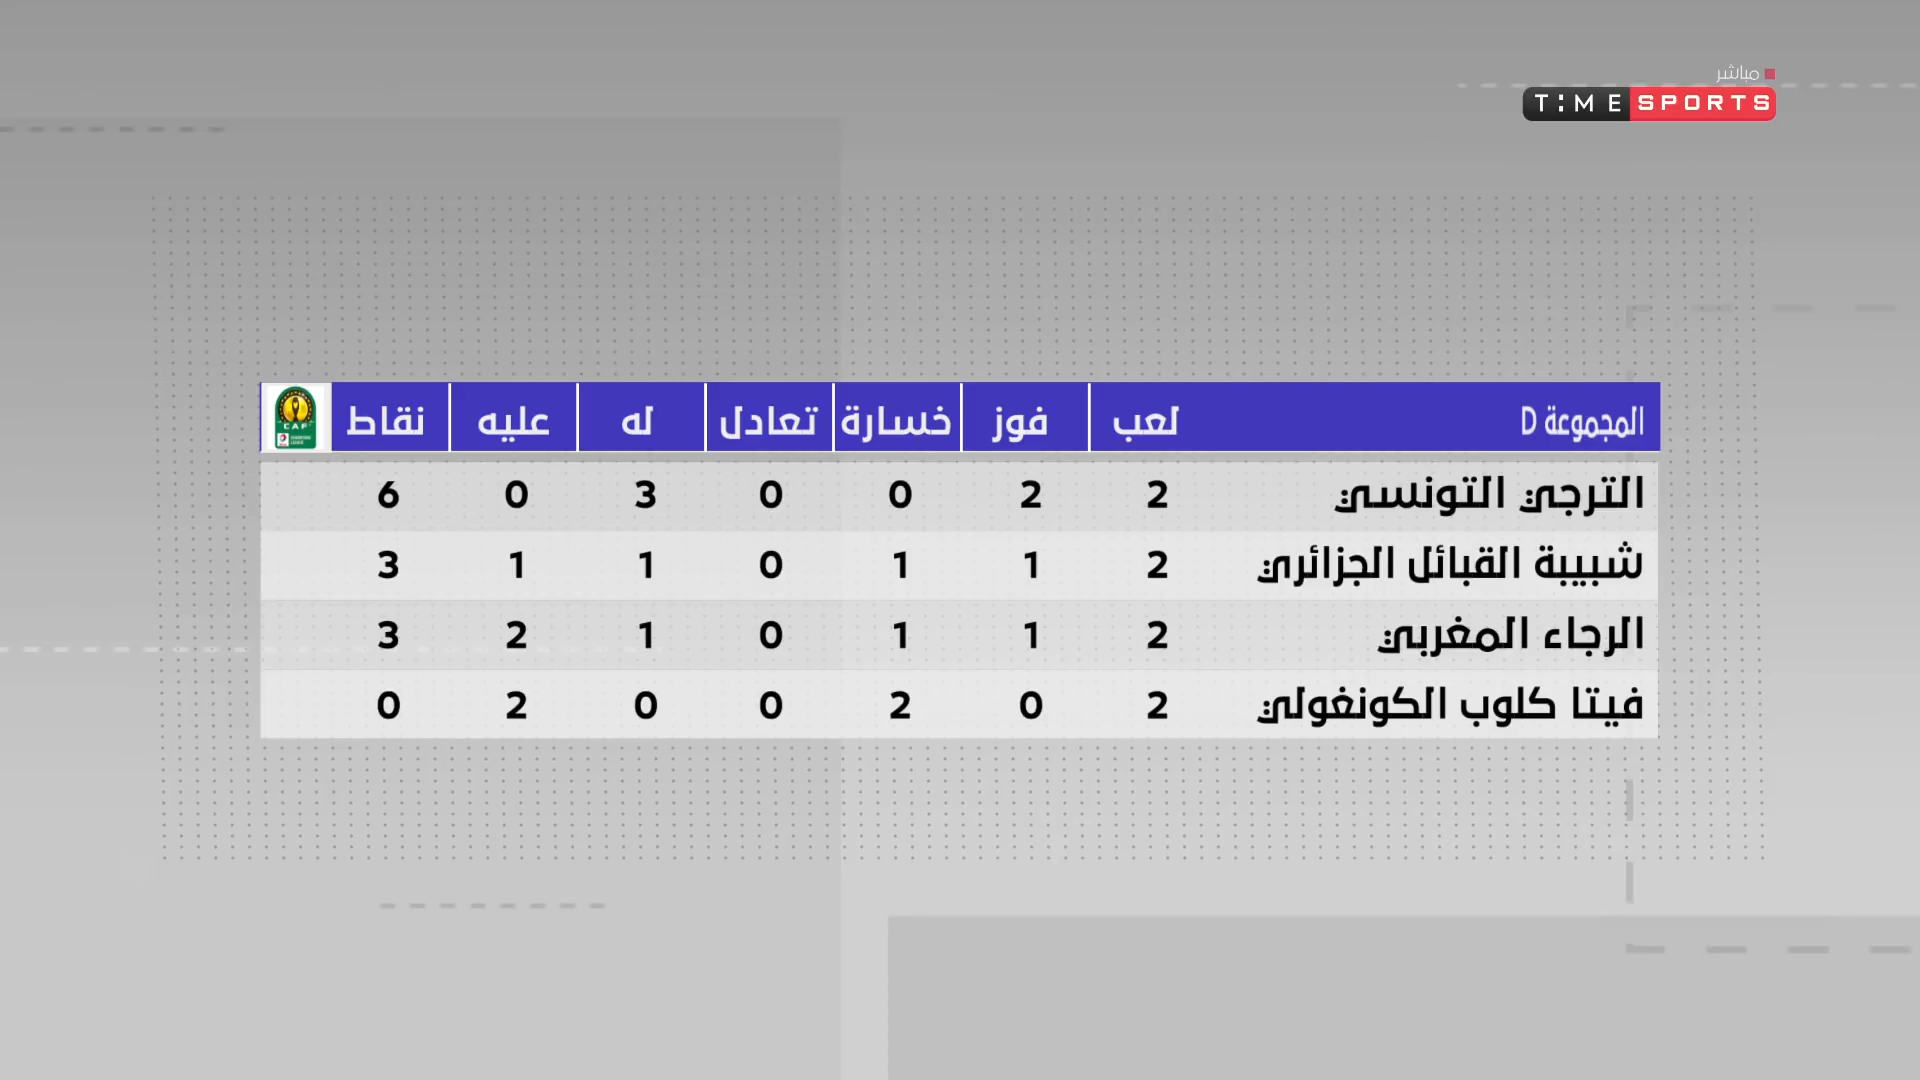 مباشر
TIME SPORTS
المجموعة D لعب فوز خسارة تعادل له عليه نقاط CAF
الترجي التونسي 2 2 0 0 3 0 6
شبيبة القبائل الجزائري 2 1 1 0 1 1 3
الرجاء المغربي 2 1 1 0 1 2 3
فيتا كلوب الكونغولي 2 0 2 0 0 2 0